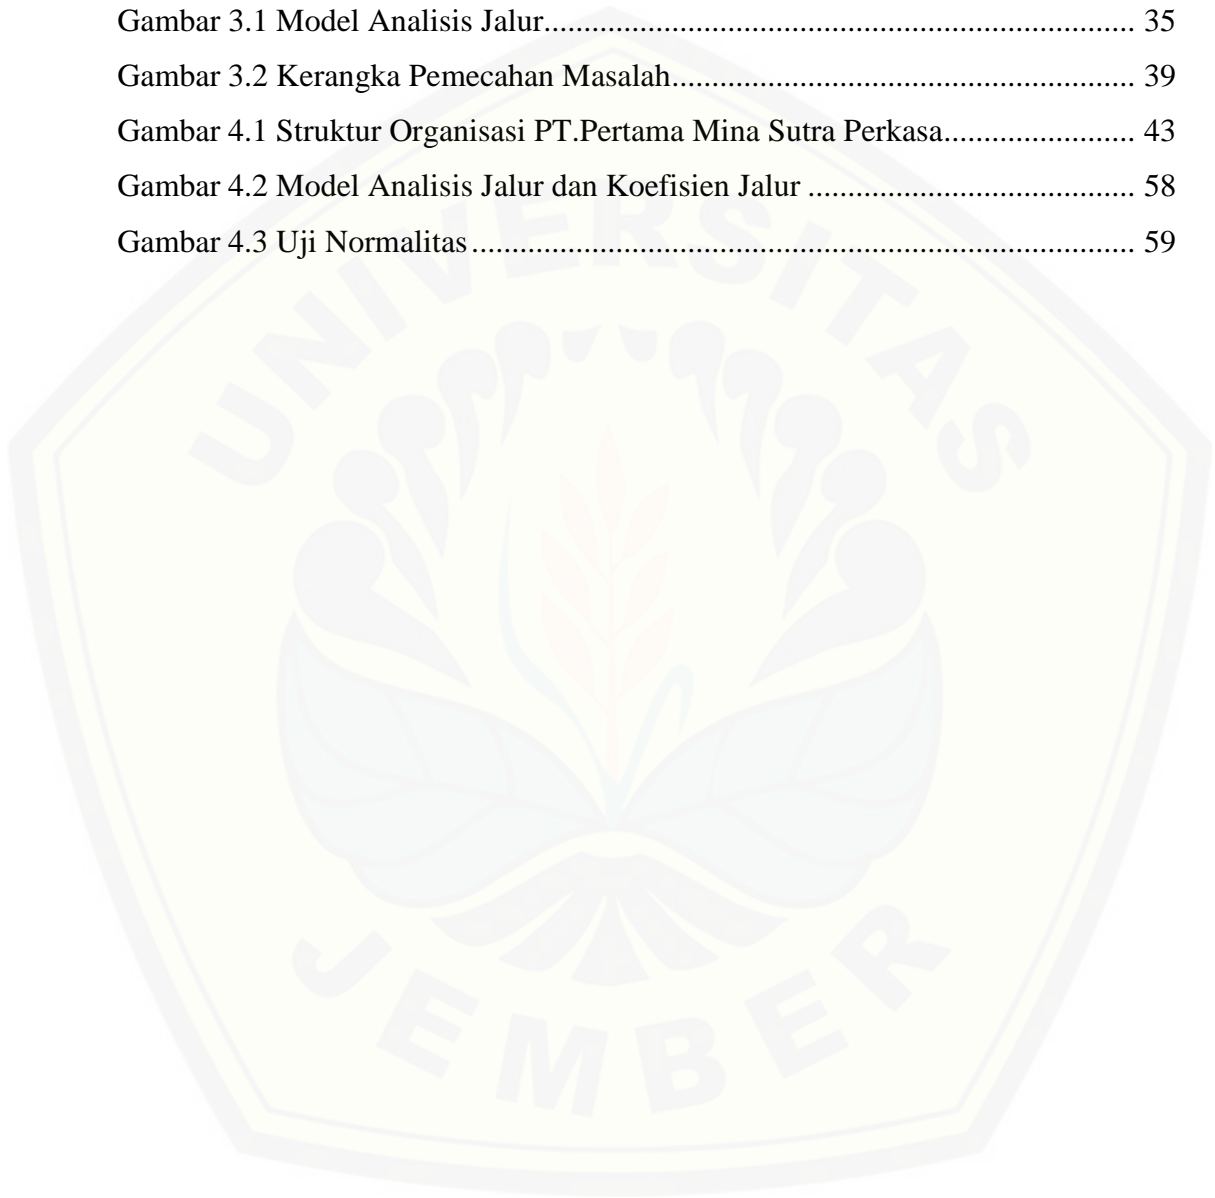 Gambar 3.1 Model Analisis Jalur.......................................................................... 35
Gambar 3.2 Kerangka Pemecahan Masalah.......................................................... 39
Gambar 4.1 Struktur Organisasi PT.Pertama Mina Sutra Perkasa........................ 43
Gambar 4.2 Model Analisis Jalur dan Koefisien Jalur ......................................... 58
Gambar 4.3 Uji Normalitas ................................................................................... 59
UNIVERSITAS
JEMBER